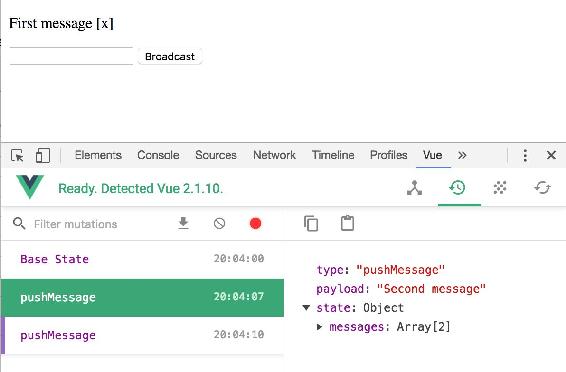 First message [x]
Broadcast
Elements Console Sources Network Timeline Profiles Vue »
Ready. Detected Vue 2.1.10.
Filter mutations
Base State 20:04:00
pushMessage 20:04:07
pushMessage 20:04:10
type: "pushMessage"
payload: "Second message"
state: Object
messages: Array[2]